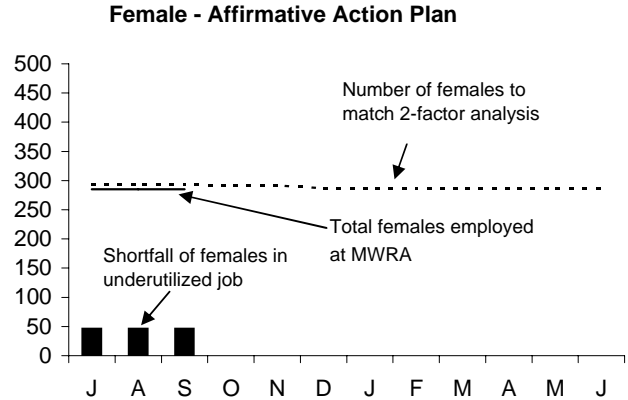 Female - Affirmative Action Plan
500
450
400
350
300
250
200
150
100
50
0
Number of females to
match 2-factor analysis
Total females employed
at MWRA
Shortfall of females in
underutilized job
J A S O N D J F M A M J